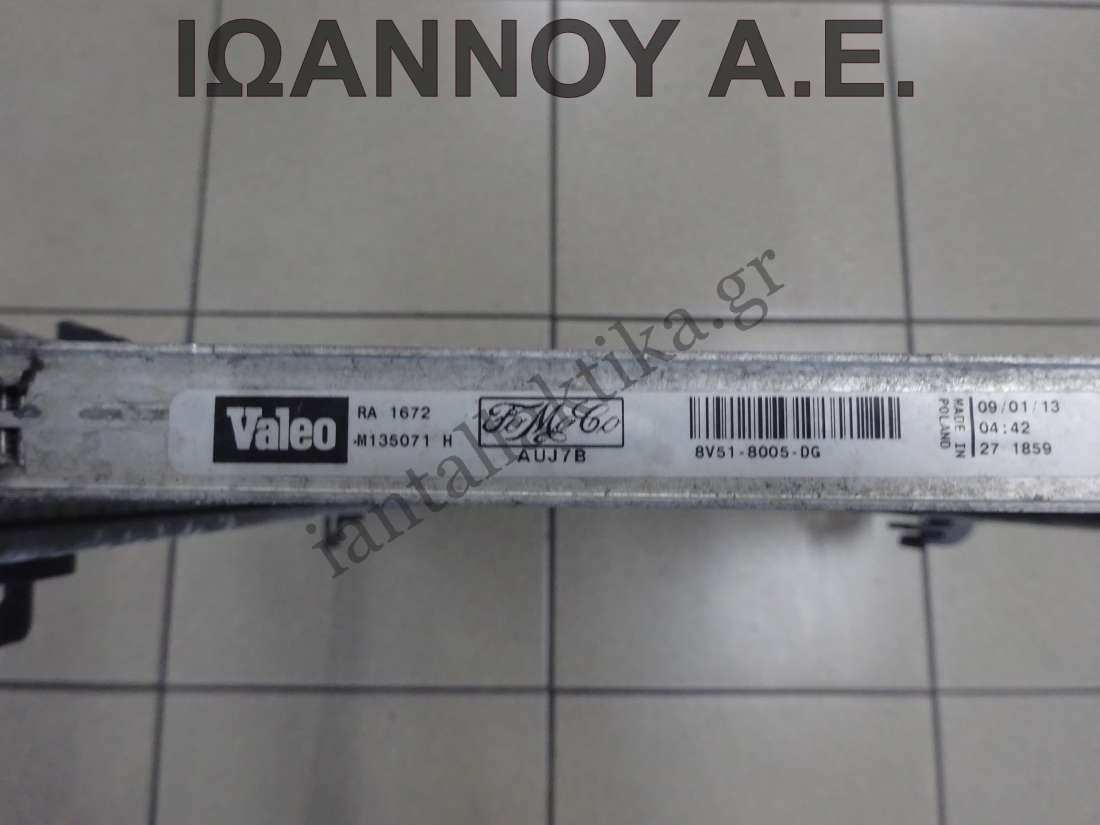 ΙΩΑΝΝΟΥ Α.Ε.
iantalaktika.gr
Valeo
RA 1672
M135071 H
FoMoCo
AUJ7B
8V51-8005-DG
MADE IN
POLAND
09/01/13
04:42
27 1859